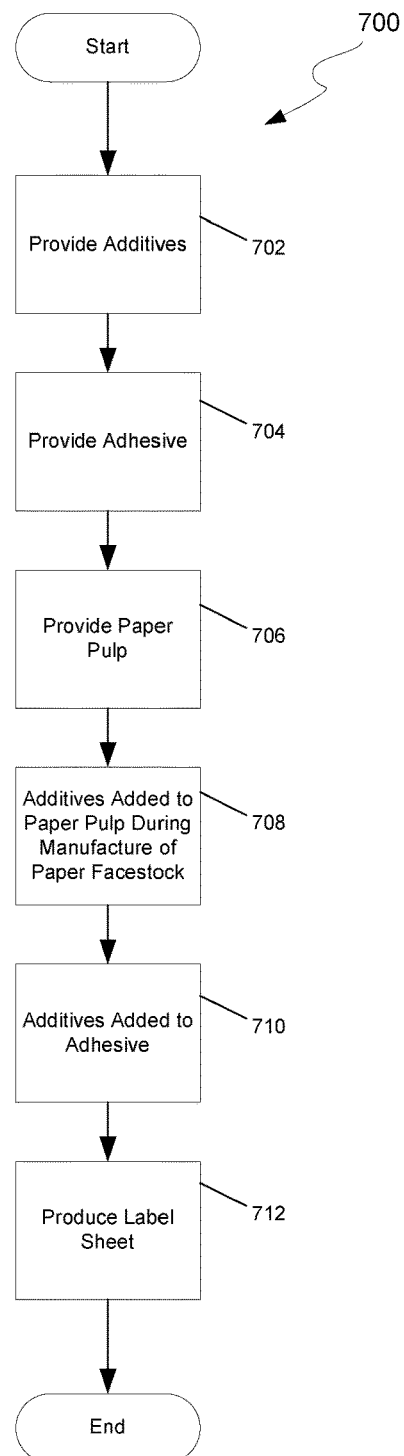 Start
700
Provide Additives
702
Provide Adhesive
704
Provide Paper
Pulp
706
Additives Added to
Paper Pulp During
Manufacture of
Paper Facestock
708
Additives Added to
Adhesive
710
Produce Label
Sheet
712
End